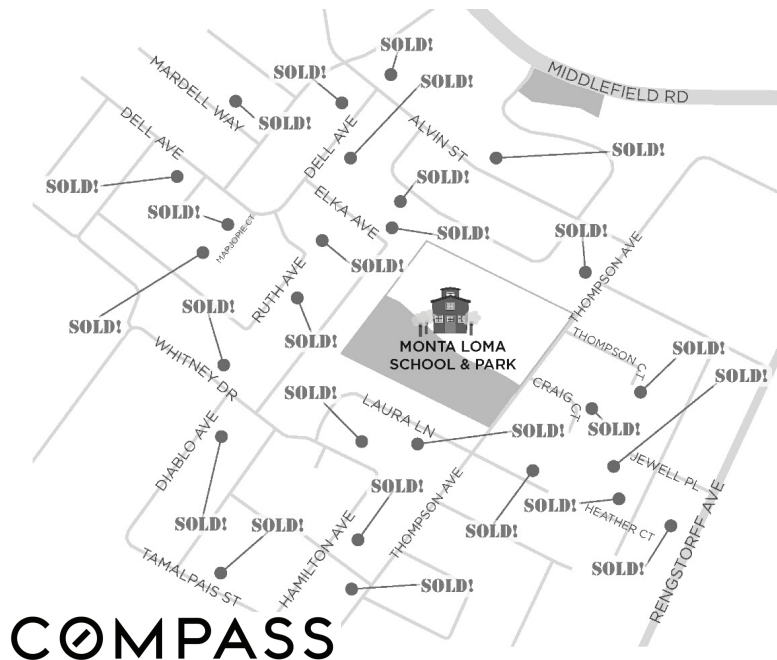 SOLD!
MIDDLEFIELD RD
MARDELL WAY
SOLD!
SOLD!
SOLD!
DELL AVE
ALVIN ST
DELL AVE
SOLD!
SOLD!
SOLD!
ELKA AVE
SOLD!
SOLD!
MARJORIE CT
SOLD!
SOLD!
THOMPSON AVE
SOLD!
RUTH AVE
SOLD!
SOLD!
SOLD!
MONTA LOMA
SCHOOL & PARK
THOMPSON CT
SOLD!
WHITNEY DR
SOLD!
CRAIG CT
SOLD!
LAURA LN
SOLD!
SOLD!
DIABLO AVE
JEWELL PL
SOLD!
SOLD!
HEATHER CT
THOMPSON AVE
SOLD!
SOLD!
SOLD!
HAMILTON AVE
RENGSTORFF AVE
SOLD!
TAMALPAIS ST
SOLD!
COMPASS